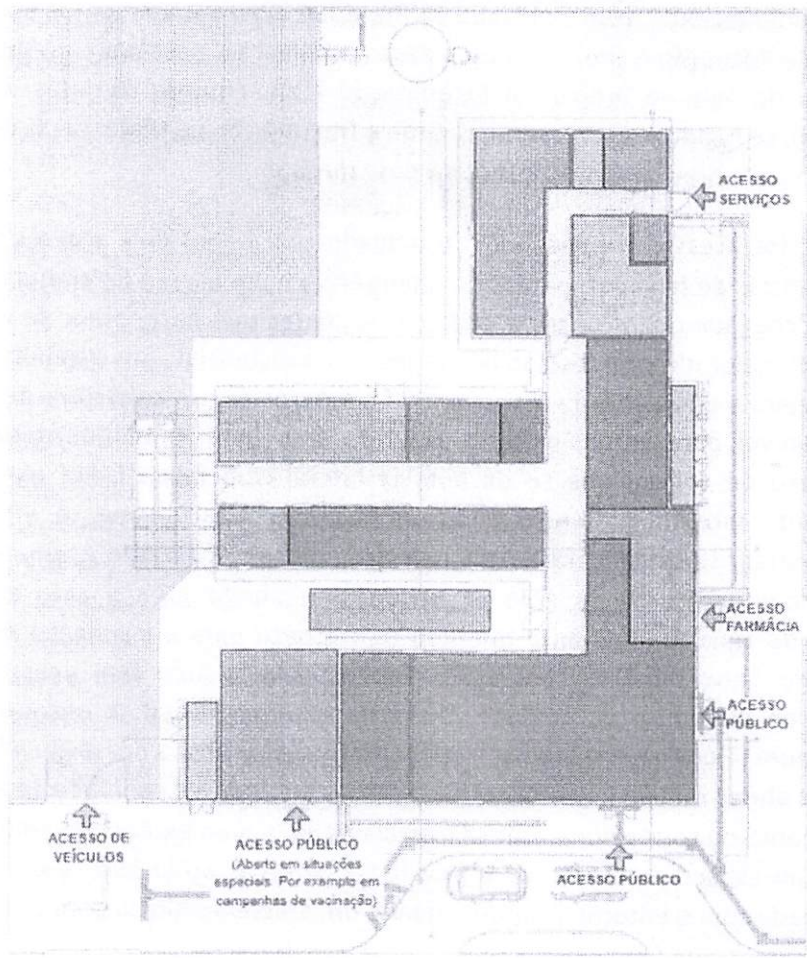 ACESSO
SERVIÇOS
ACESSO
FARMÁCIA
ACESSO
PÚBLICO
ACESSO DE
VEÍCULOS
ACESSO PÚBLICO
(Aberto em situações
especiais. Por exemplo em
campanhas de vacinação)
ACESSO PÚBLICO